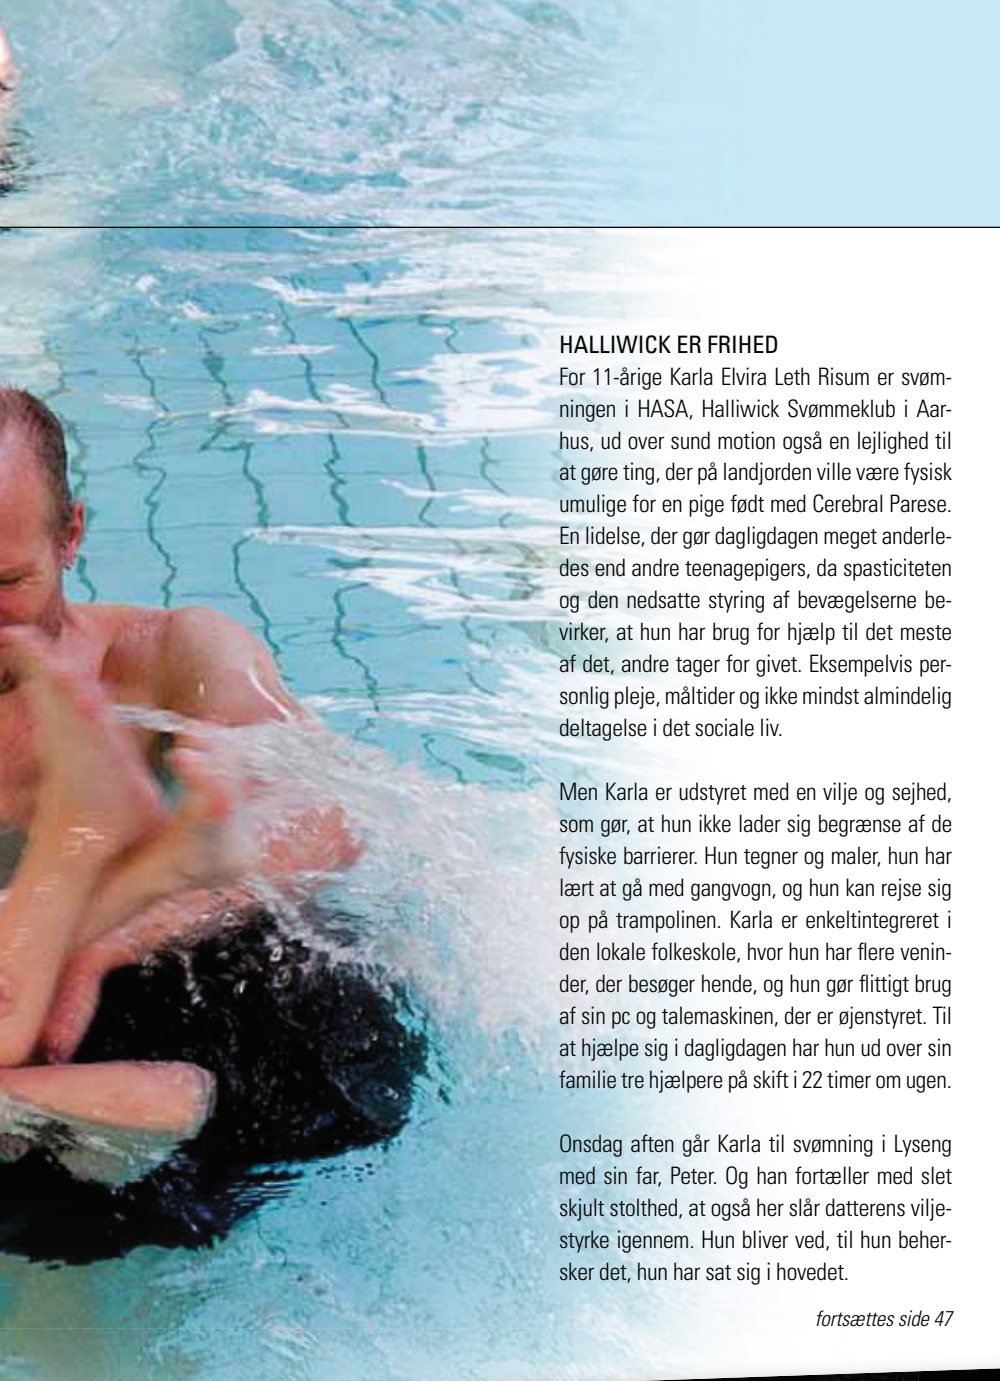 HALLIWICK ER FRIHED
For 11-årige Karla Elvira Leth Risum er svøm-
ningen i HASA, Halliwick Svømmeklub i Aar-
hus, ud over sund motion også en lejlighed til
at gøre ting, der på landjorden ville være fysisk
umulige for en pige født med Cerebral Parese.
En lidelse, der gør dagligdagen meget anderle-
des end andre teenagepigers, da spasticiteten
og den nedsatte styring af bevægelserne be-
virker, at hun har brug for hjælp til det meste
af det, andre tager for givet. Eksempelvis per-
sonlig pleje, måltider og ikke mindst almindelig
deltagelse i det sociale liv.

Men Karla er udstyret med en vilje og sejhed,
som gør, at hun ikke lader sig begrænse af de
fysiske barrierer. Hun tegner og maler, hun har
lært at gå med gangvogn, og hun kan rejse sig
op på trampolinen. Karla er enkeltintegreret i
den lokale folkeskole, hvor hun har flere venin-
der, der besøger hende, og hun gør flittigt brug
af sin pc og talemaskinen, der er øjenstyret. Til
at hjælpe sig i dagligdagen har hun ud over sin
familie tre hjælpere på skift i 22 timer om ugen.

Onsdag aften går Karla til svømning i Lyseng
med sin far, Peter. Og han fortæller med slet
skjult stolthed, at også her slår datterens vilje-
styrke igennem. Hun bliver ved, til hun beher-
sker det, hun har sat sig i hovedet.

fortsættes side 47